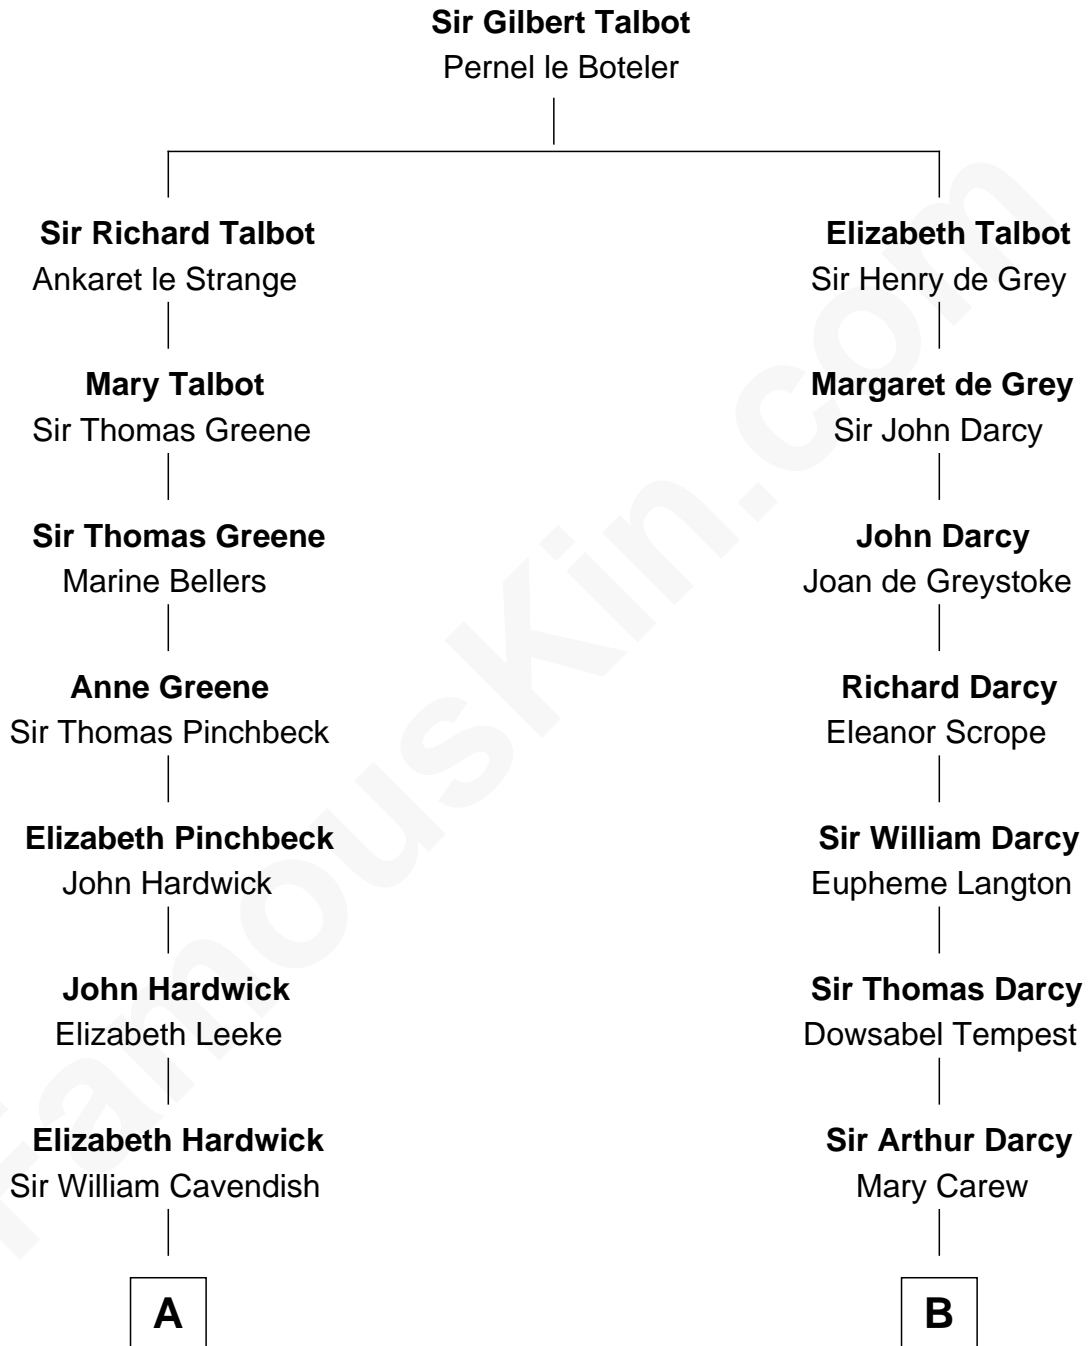 Sir Gilbert Talbot
Pernel le Boteler
Sir Richard Talbot
Ankaret le Strange
Elizabeth Talbot
Sir Henry de Grey
Mary Talbot
Sir Thomas Greene
Margaret de Grey
Sir John Darcy
Sir Thomas Greene
Marine Bellers
John Darcy
Joan de Greystoke
Anne Greene
Sir Thomas Pinchbeck
Richard Darcy
Eleanor Scrope
Elizabeth Pinchbeck
John Hardwick
Sir William Darcy
Eupheme Langton
John Hardwick
Elizabeth Leeke
Sir Thomas Darcy
Dowsabel Tempest
Elizabeth Hardwick
Sir William Cavendish
Sir Arthur Darcy
Mary Carew
A
B
FamousKin.com